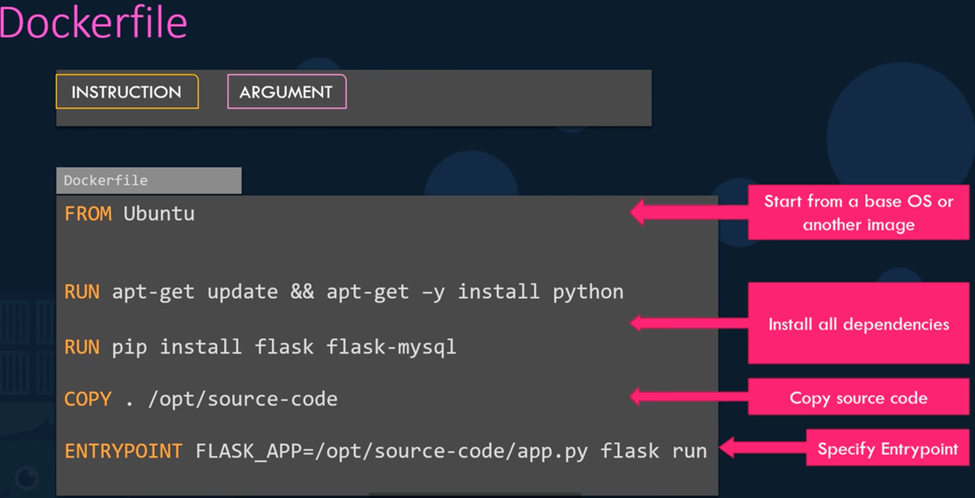 Dockerfile
INSTRUCTION ARGUMENT
Dockerfile
FROM Ubuntu
Start from a base OS or
another image
RUN apt-get update && apt-get –y install python
RUN pip install flask flask-mysql
Install all dependencies
COPY . /opt/source-code
Copy source code
ENTRYPOINT FLASK_APP=/opt/source-code/app.py flask run
Specify Entrypoint